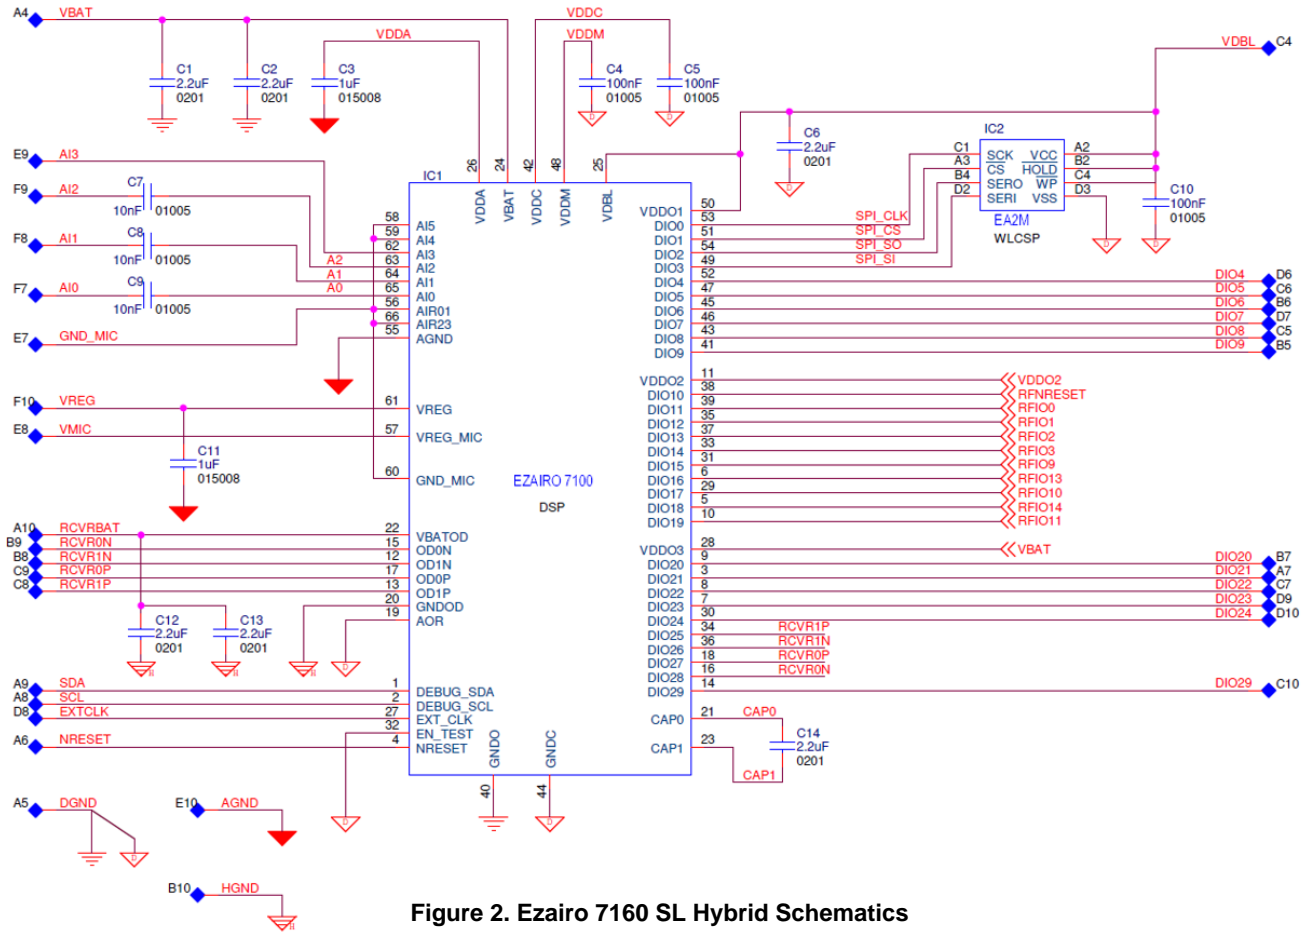 A4 VBAT
VDDA
VDDC
VDDM
VDBL C4
C1
2.2uF
0201
C2
2.2uF
0201
C3
1uF
015008
C4
100nF
01005
C5
100nF
01005
C6
2.2uF
0201
D
D
D
IC2
C1 SCK VCC A2
A3 CS HOLD B2
B4 SERO WP C4
D2 SERI VSS D3
EA2M
WLCSP
C10
100nF
01005
D
D
E9 AI3
F9 AI2
C7
10nF 01005
F8 AI1
C8
10nF 01005
F7 AI0
C9
10nF 01005
E7 GND_MIC
A2
A1
A0
IC1
26 VDDA
24 VBAT
42 VDDC
48 VDDM
25 VDBL
58 AI5
59 AI4
62 AI3
63 AI2
64 AI1
65 AI0
56 AIR01
66 AIR23
55 AGND
F10 VREG
61 VREG
E8 VMIC
57 VREG_MIC
C11
1uF
015008
60 GND_MIC
EZAIRO 7100
DSP
A10 RCVRBAT 22 VBATOD
B9 RCVR0N 15 OD0N
B8 RCVR1N 12 OD1N
C9 RCVR0P 17 OD0P
C8 RCVR1P 13 OD1P
20 GNDOD
19 AOR
C12
2.2uF
0201
C13
2.2uF
0201
H
H
H
D
A9 SDA 1 DEBUG_SDA
A8 SCL 2 DEBUG_SCL
D8 EXTCLK 27 EXT_CLK
32 EN_TEST
A6 NRESET 4 NRESET
VDDO1 50
DIO0 53 SPI_CLK
DIO1 51 SPI_CS
DIO2 54 SPI_SO
DIO3 49 SPI_SI
DIO4 52 DIO4 D6
DIO5 47 DIO5 C6
DIO6 45 DIO6 B6
DIO7 46 DIO7 D7
DIO8 43 DIO8 C5
DIO9 41 DIO9 B5
VDDO2 11 VDDO2
DIO10 38 RFNRESET
DIO11 39 RFIO0
DIO12 35 RFIO1
DIO13 37 RFIO2
DIO14 33 RFIO3
DIO15 31 RFIO9
DIO16 6 RFIO13
DIO17 29 RFIO10
DIO18 5 RFIO14
DIO19 10 RFIO11
VDDO3 28 VBAT
DIO20 9 DIO20 B7
DIO21 3 DIO21 A7
DIO22 8 DIO22 C7
DIO23 7 DIO23 D9
DIO24 30 DIO24 D10
DIO25 34 RCVR1P
DIO26 36 RCVR1N
DIO27 18 RCVR0P
DIO28 16 RCVR0N
DIO29 14 DIO29 C10
CAP0 21 CAP0
CAP1 23 CAP1
C14
2.2uF
0201
GNDO 40
GNDC 44
D
D
A5 DGND
D
E10 AGND
B10 HGND
H
Figure 2. Ezairo 7160 SL Hybrid Schematics